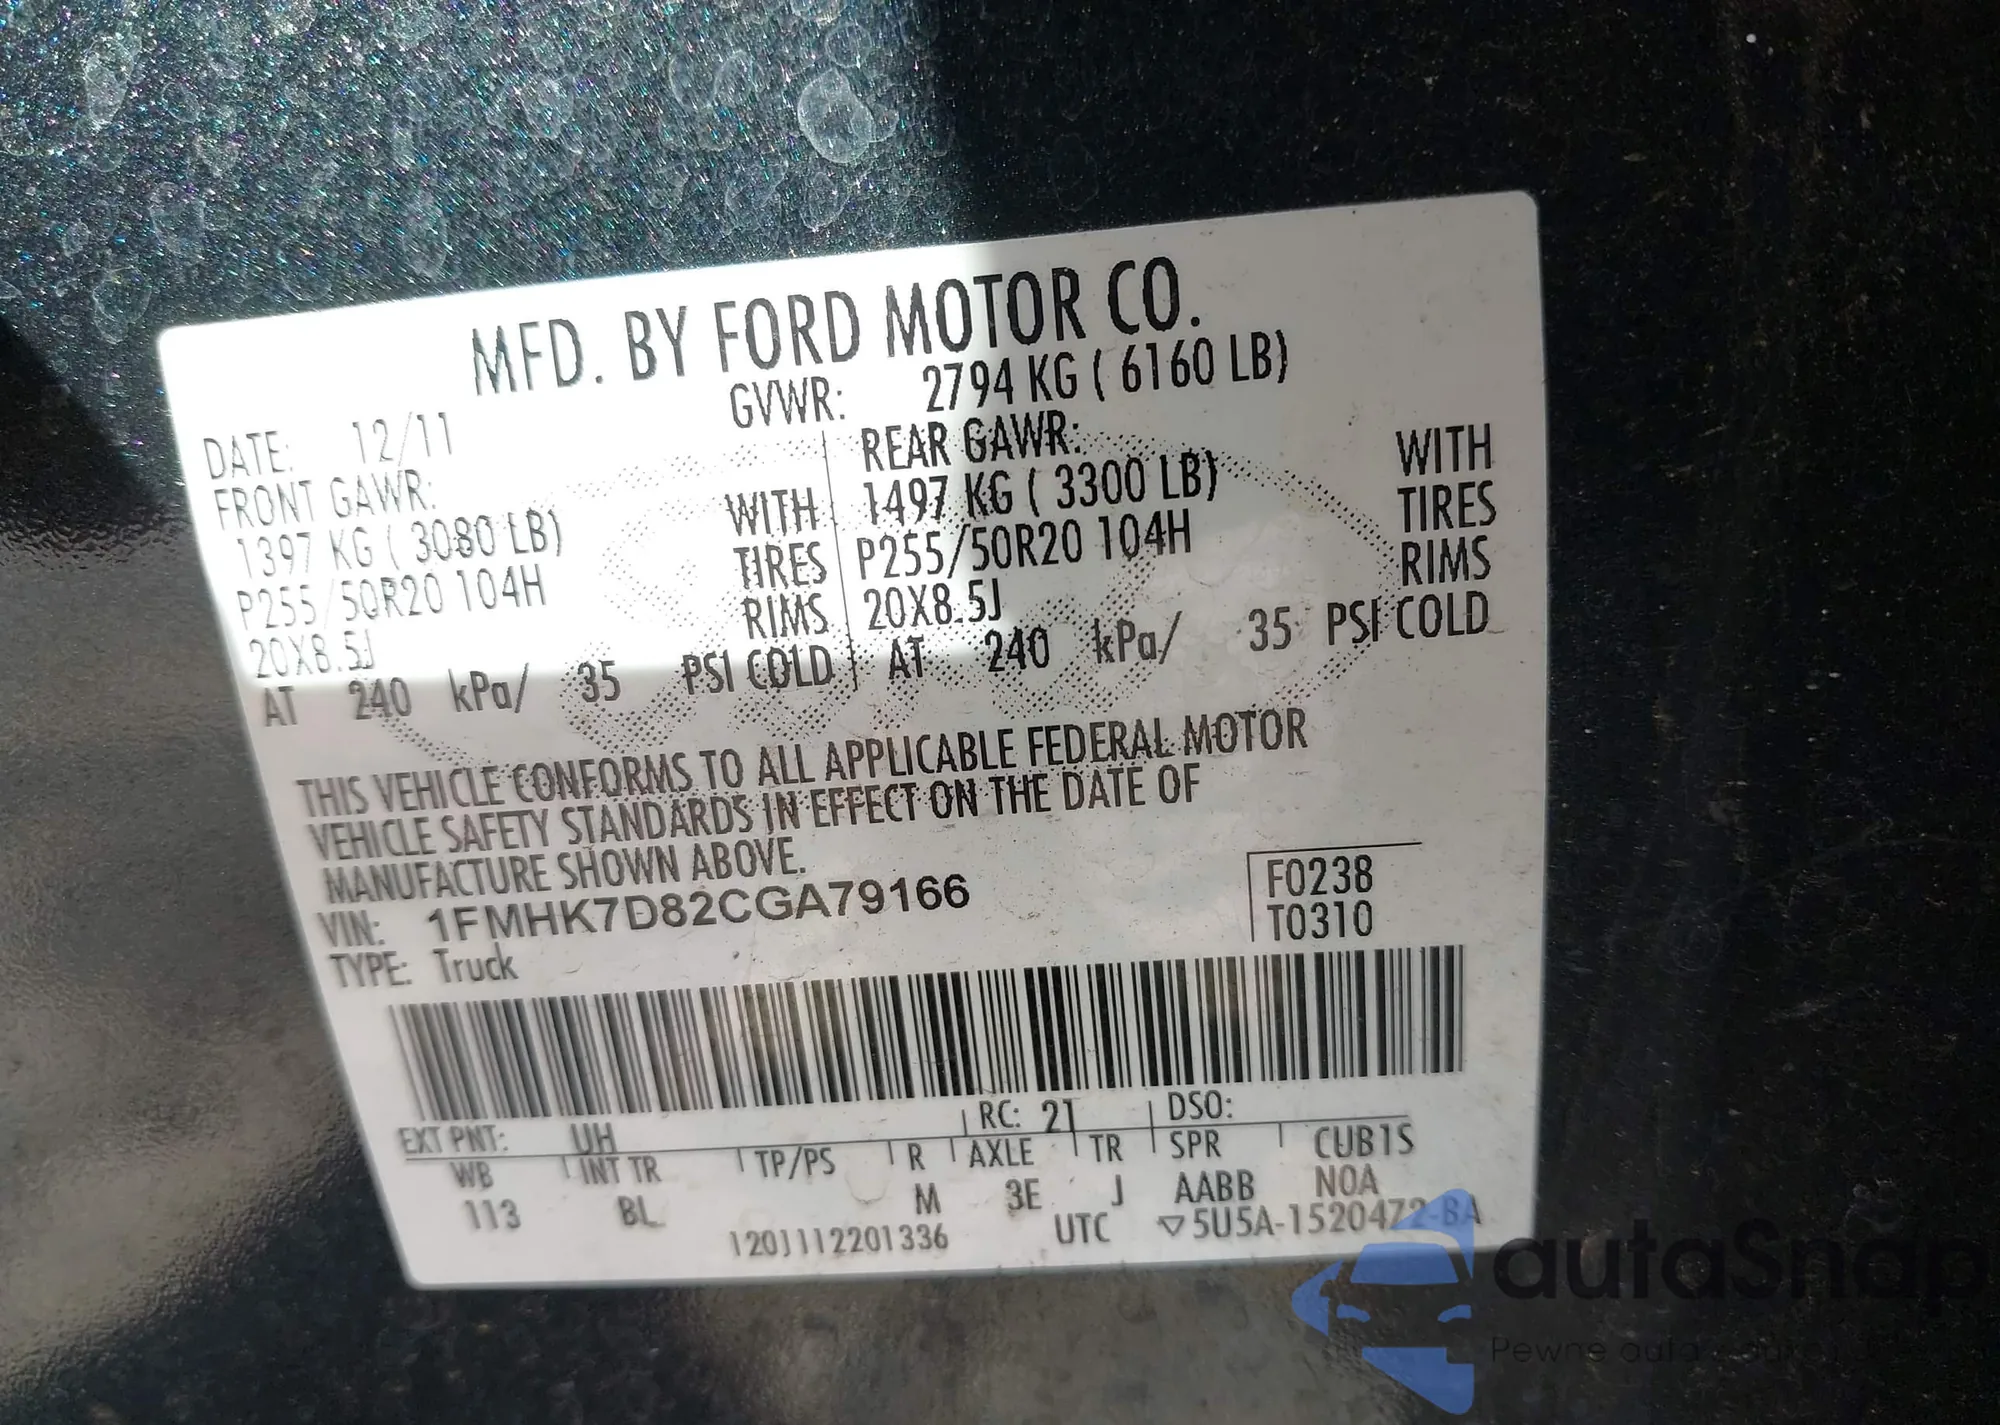 MFD. BY FORD MOTOR CO.
DATE: 12/11 GVWR: 2794 KG ( 6160 LB)
FRONT GAWR: REAR GAWR:
1397 KG ( 3080 LB) WITH 1497 KG ( 3300 LB) WITH
P255/50R20 104H TIRES P255/50R20 104H TIRES
20X8.5J RIMS 20X8.5J RIMS
AT 240 kPa/ 35 PSI COLD AT 240 kPa/ 35 PSI COLD
THIS VEHICLE CONFORMS TO ALL APPLICABLE FEDERAL MOTOR
VEHICLE SAFETY STANDARDS IN EFFECT ON THE DATE OF
MANUFACTURE SHOWN ABOVE.
VIN: 1FMHK7D82CGA79166 F0238
TYPE: Truck T0310
EXT PNT: UH RC: 21 DSO:
WB INT TR TP/PS R AXLE TR SPR CUB1S
113 BL M 3E J AABB NOA
UTC ▽5U5A-1520472-BA
autaSnap
Pewne auto